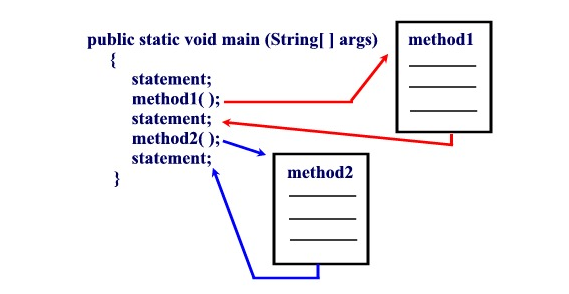 public static void main (String[ ] args)
{
statement;
method1( );
statement;
method2( );
statement;
}
method1
method2